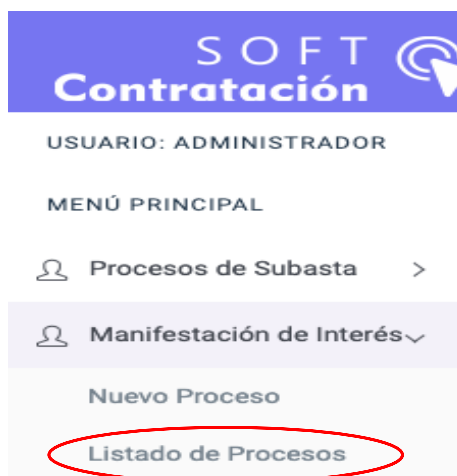 SOFT
Contratación
USUARIO: ADMINISTRADOR
MENÚ PRINCIPAL
Procesos de Subasta
Manifestación de Interés
Nuevo Proceso
Listado de Procesos